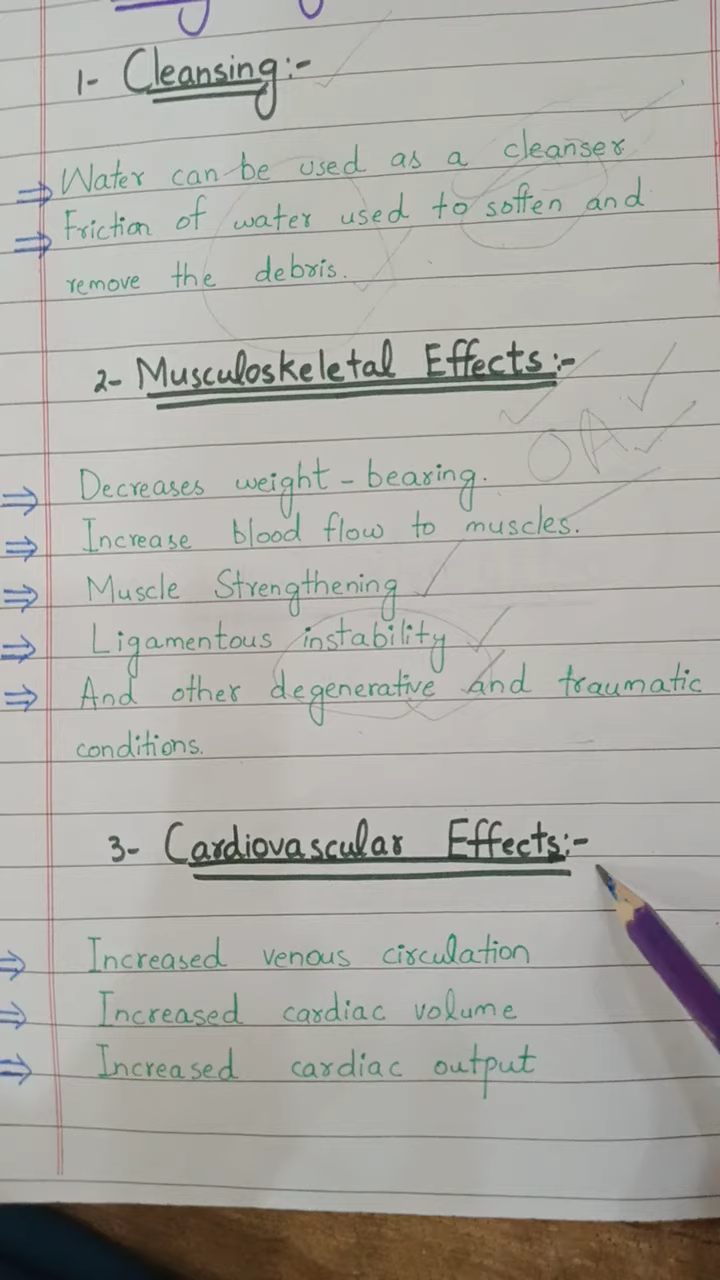 1- Cleansing:-
⇒ Water can be used as a cleanser
⇒ Friction of water used to soften and
remove the debris.
2- Musculoskeletal Effects:-
OA
⇒ Decreases weight-bearing.
⇒ Increase blood flow to muscles.
⇒ Muscle Strengthening
⇒ Ligamentous instability
⇒ And other degenerative and traumatic
conditions.
3- Cardiovascular Effects:-
⇒ Increased venous circulation
⇒ Increased cardiac volume
⇒ Increased cardiac output